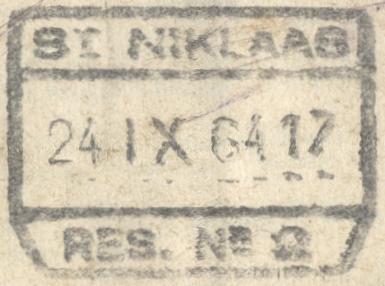 ST NIKLAAS
24 IX 64 17
RES. Nº 2